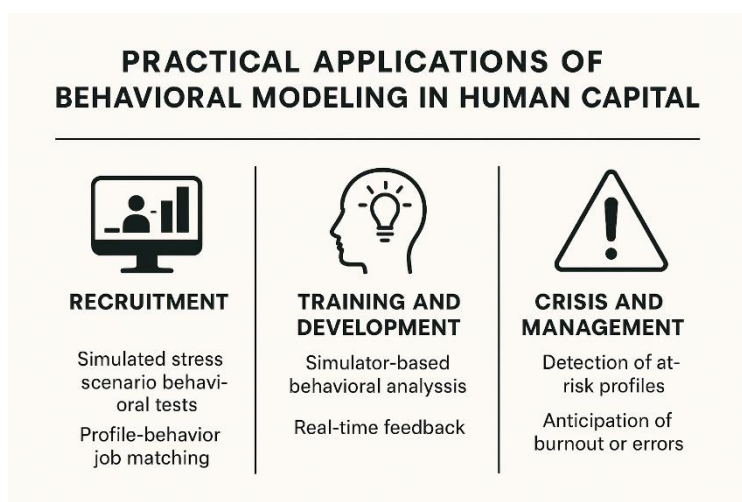 PRACTICAL APPLICATIONS OF
BEHAVIORAL MODELING IN HUMAN CAPITAL
RECRUITMENT
Simulated stress
scenario behavi-
oral tests
Profile-behavior
job matching
TRAINING AND
DEVELOPMENT
Simulator-based
behavioral analyssis
Real-time feedback
CRISIS AND
MANAGEMENT
Detection of at-
risk profiles
Anticipation of
burnout or errors